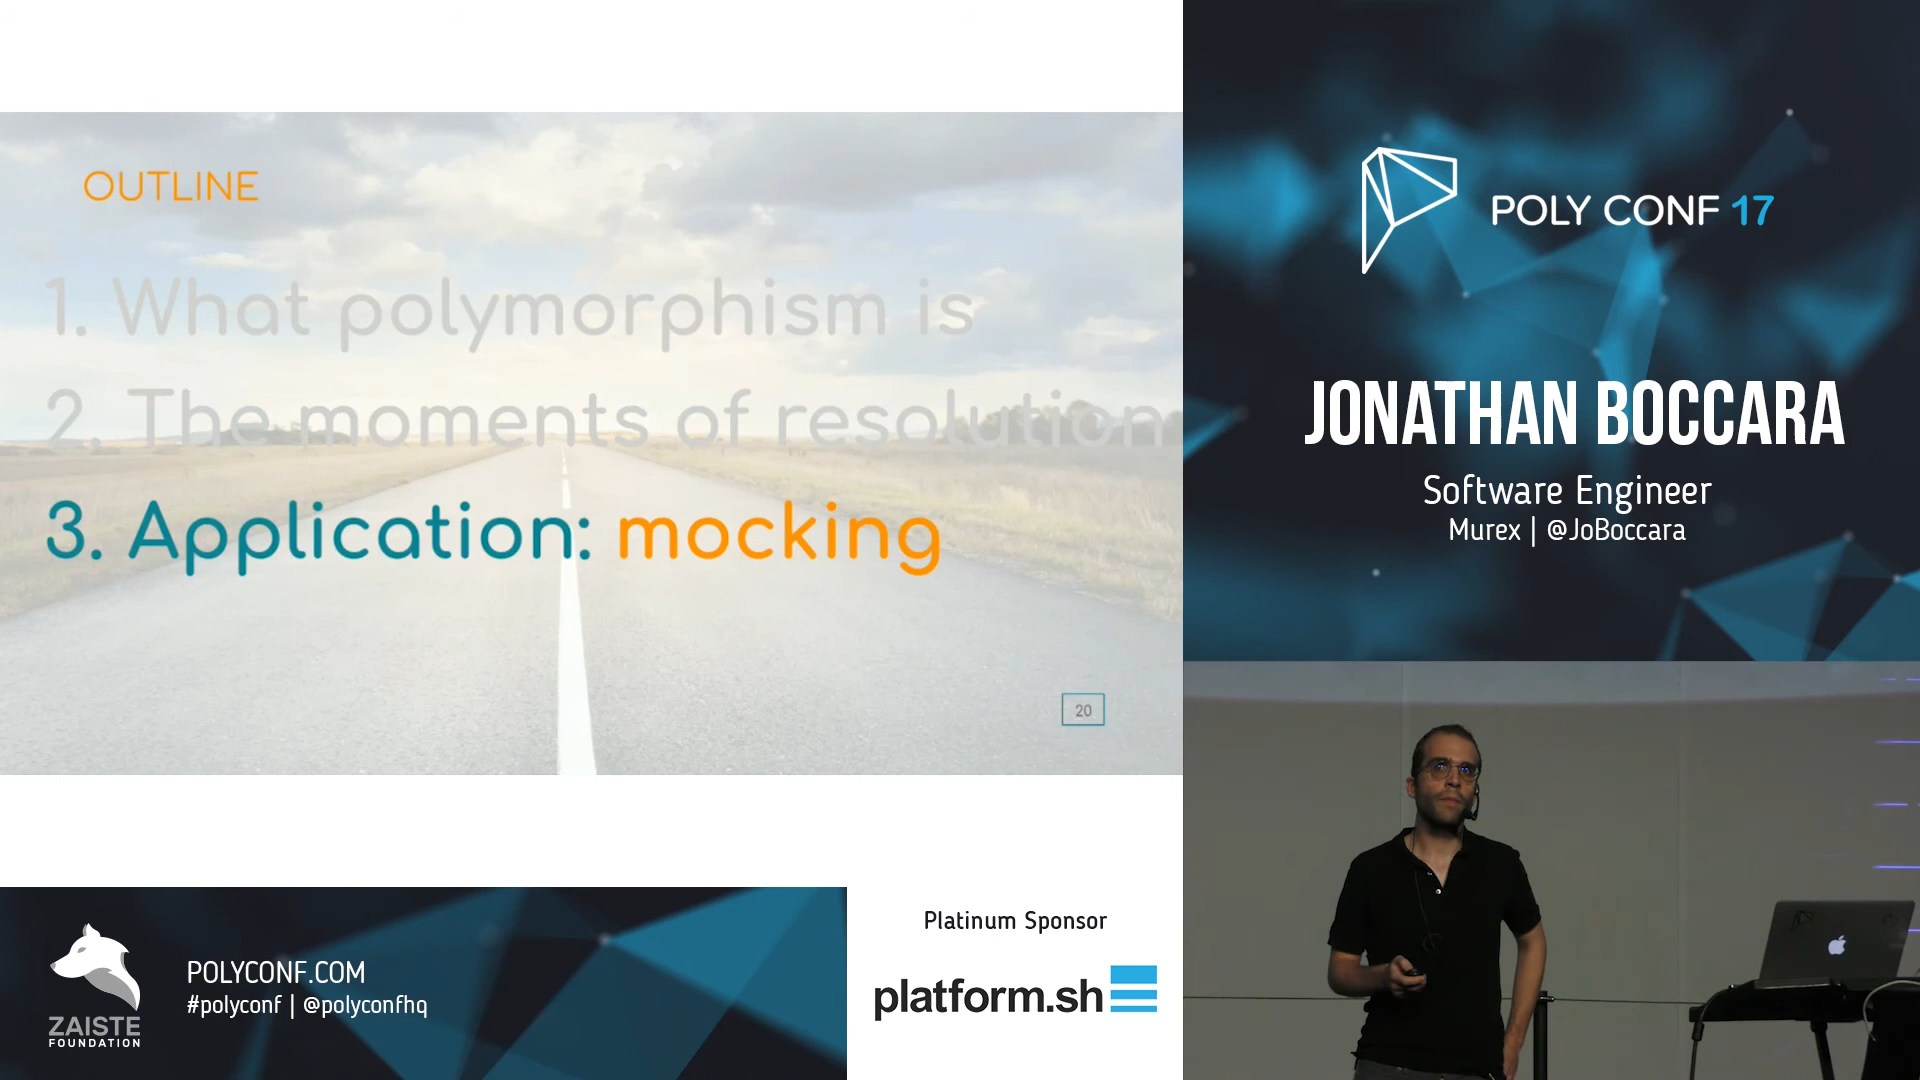 OUTLINE
1. What polymorphism is
2. The moments of resolution
3. Application: mocking
20
POLY CONF 17
JONATHAN BOCCARA
Software Engineer
Murex | @JoBoccara
ZAISTE
FOUNDATION
POLYCONF.COM
#polyconf | @polyconfhq
Platinum Sponsor
platform.sh